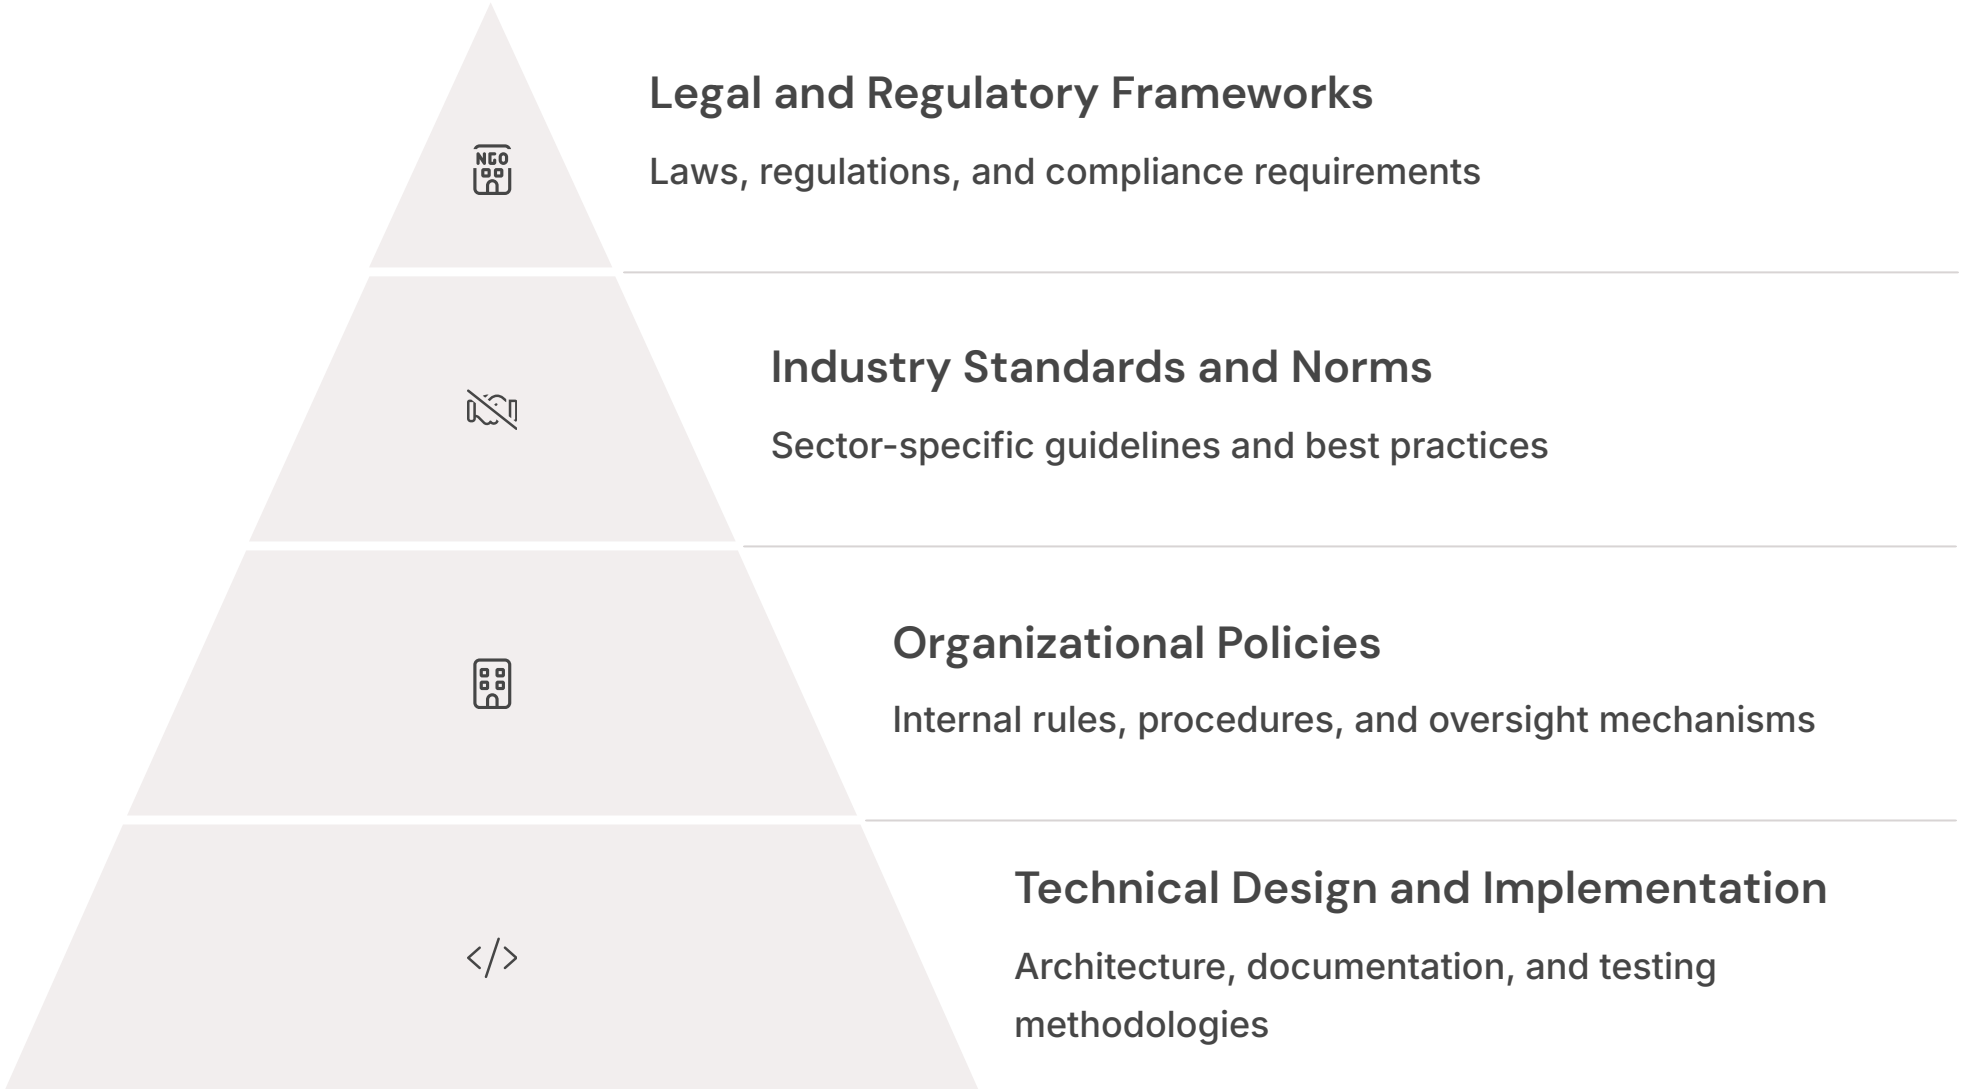 Legal and Regulatory Frameworks
NGO
Laws, regulations, and compliance requirements
Industry Standards and Norms
Sector-specific guidelines and best practices
Organizational Policies
Internal rules, procedures, and oversight mechanisms
Technical Design and Implementation
</>
Architecture, documentation, and testing
methodologies